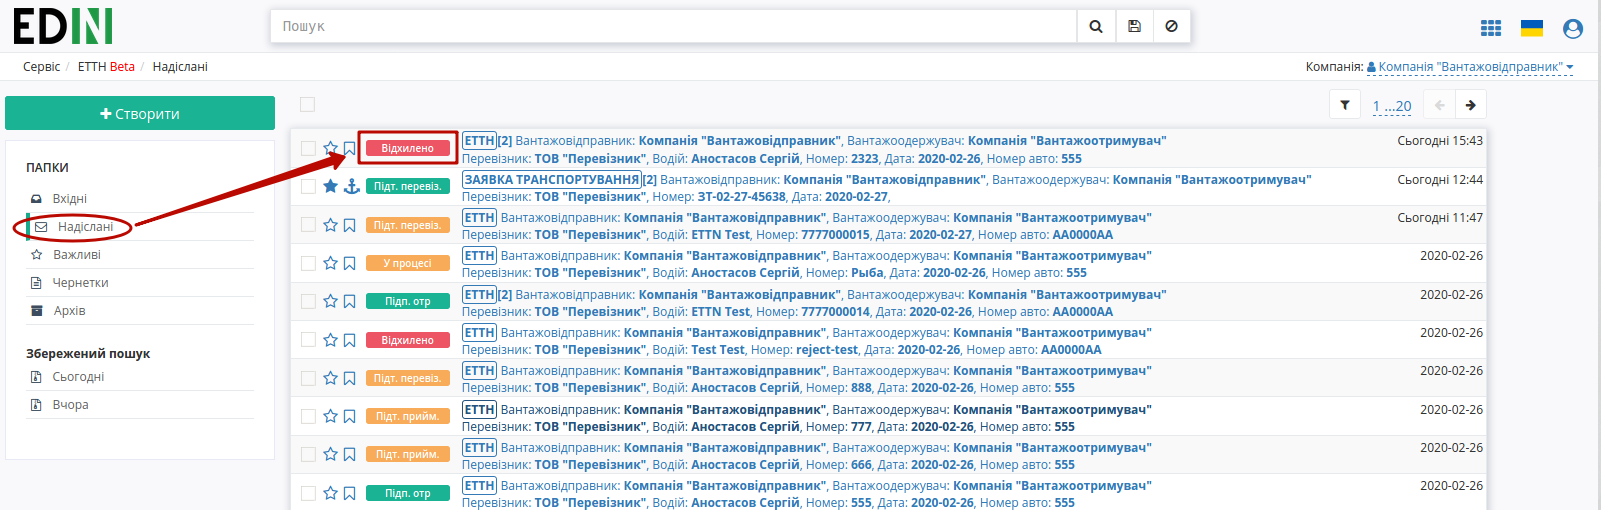 EDIN
Пошук
Сервіс / ЕТТН Beta / Надіслані
Компанія: Компанія "Вантажовідправник"
Створити
1 ...20
ПАПКИ
Вхідні
Надіслані
Важливі
Чернетки
Архів
Збережений пошук
Сьогодні
Вчора
Відхилено ЕТТН[2] Вантажовідправник: Компанія "Вантажовідправник", Вантажоодержувач: Компанія "Вантажоотримувач" Сьогодні 15:43
Перевізник: ТОВ "Перевізник", Водій: Аностасов Сергій, Номер: 2323, Дата: 2020-02-26, Номер авто: 555
Підт. перевіз. ЗАЯВКА ТРАНСПОРТУВАННЯ[2] Вантажовідправник: Компанія "Вантажовідправник", Вантажоодержувач: Компанія "Вантажоотримувач" Сьогодні 12:44
Перевізник: ТОВ "Перевізник", Номер: ЗТ-02-27-45638, Дата: 2020-02-27,
Підт. перевіз. ЕТТН Вантажовідправник: Компанія "Вантажовідправник", Вантажоодержувач: Компанія "Вантажоотримувач" Сьогодні 11:47
Перевізник: ТОВ "Перевізник", Водій: ETTN Test, Номер: 7777000015, Дата: 2020-02-27, Номер авто: АА0000АА
У процесі ЕТТН Вантажовідправник: Компанія "Вантажовідправник", Вантажоодержувач: Компанія "Вантажоотримувач" 2020-02-26
Перевізник: ТОВ "Перевізник", Водій: Аностасов Сергій, Номер: Рыба, Дата: 2020-02-26, Номер авто: 555
Підп. отр ЕТТН[2] Вантажовідправник: Компанія "Вантажовідправник", Вантажоодержувач: Компанія "Вантажоотримувач" 2020-02-26
Перевізник: ТОВ "Перевізник", Водій: ETTN Test, Номер: 7777000014, Дата: 2020-02-26, Номер авто: АА0000АА
Відхилено ЕТТН Вантажовідправник: Компанія "Вантажовідправник", Вантажоодержувач: Компанія "Вантажоотримувач" 2020-02-26
Перевізник: ТОВ "Перевізник", Водій: Test Test, Номер: reject-test, Дата: 2020-02-26, Номер авто: АА0000АА
Підт. перевіз. ЕТТН Вантажовідправник: Компанія "Вантажовідправник", Вантажоодержувач: Компанія "Вантажоотримувач" 2020-02-26
Перевізник: ТОВ "Перевізник", Водій: Аностасов Сергій, Номер: 888, Дата: 2020-02-26, Номер авто: 555
Підт. прийм. ЕТТН Вантажовідправник: Компанія "Вантажовідправник", Вантажоодержувач: Компанія "Вантажоотримувач" 2020-02-26
Перевізник: ТОВ "Перевізник", Водій: Аностасов Сергій, Номер: 777, Дата: 2020-02-26, Номер авто: 555
Підт. прийм. ЕТТН Вантажовідправник: Компанія "Вантажовідправник", Вантажоодержувач: Компанія "Вантажоотримувач" 2020-02-26
Перевізник: ТОВ "Перевізник", Водій: Аностасов Сергій, Номер: 666, Дата: 2020-02-26, Номер авто: 555
Підп. отр ЕТТН Вантажовідправник: Компанія "Вантажовідправник", Вантажоодержувач: Компанія "Вантажоотримувач" 2020-02-26
Перевізник: ТОВ "Перевізник", Водій: Аностасов Сергій, Номер: 555, Дата: 2020-02-26, Номер авто: 555